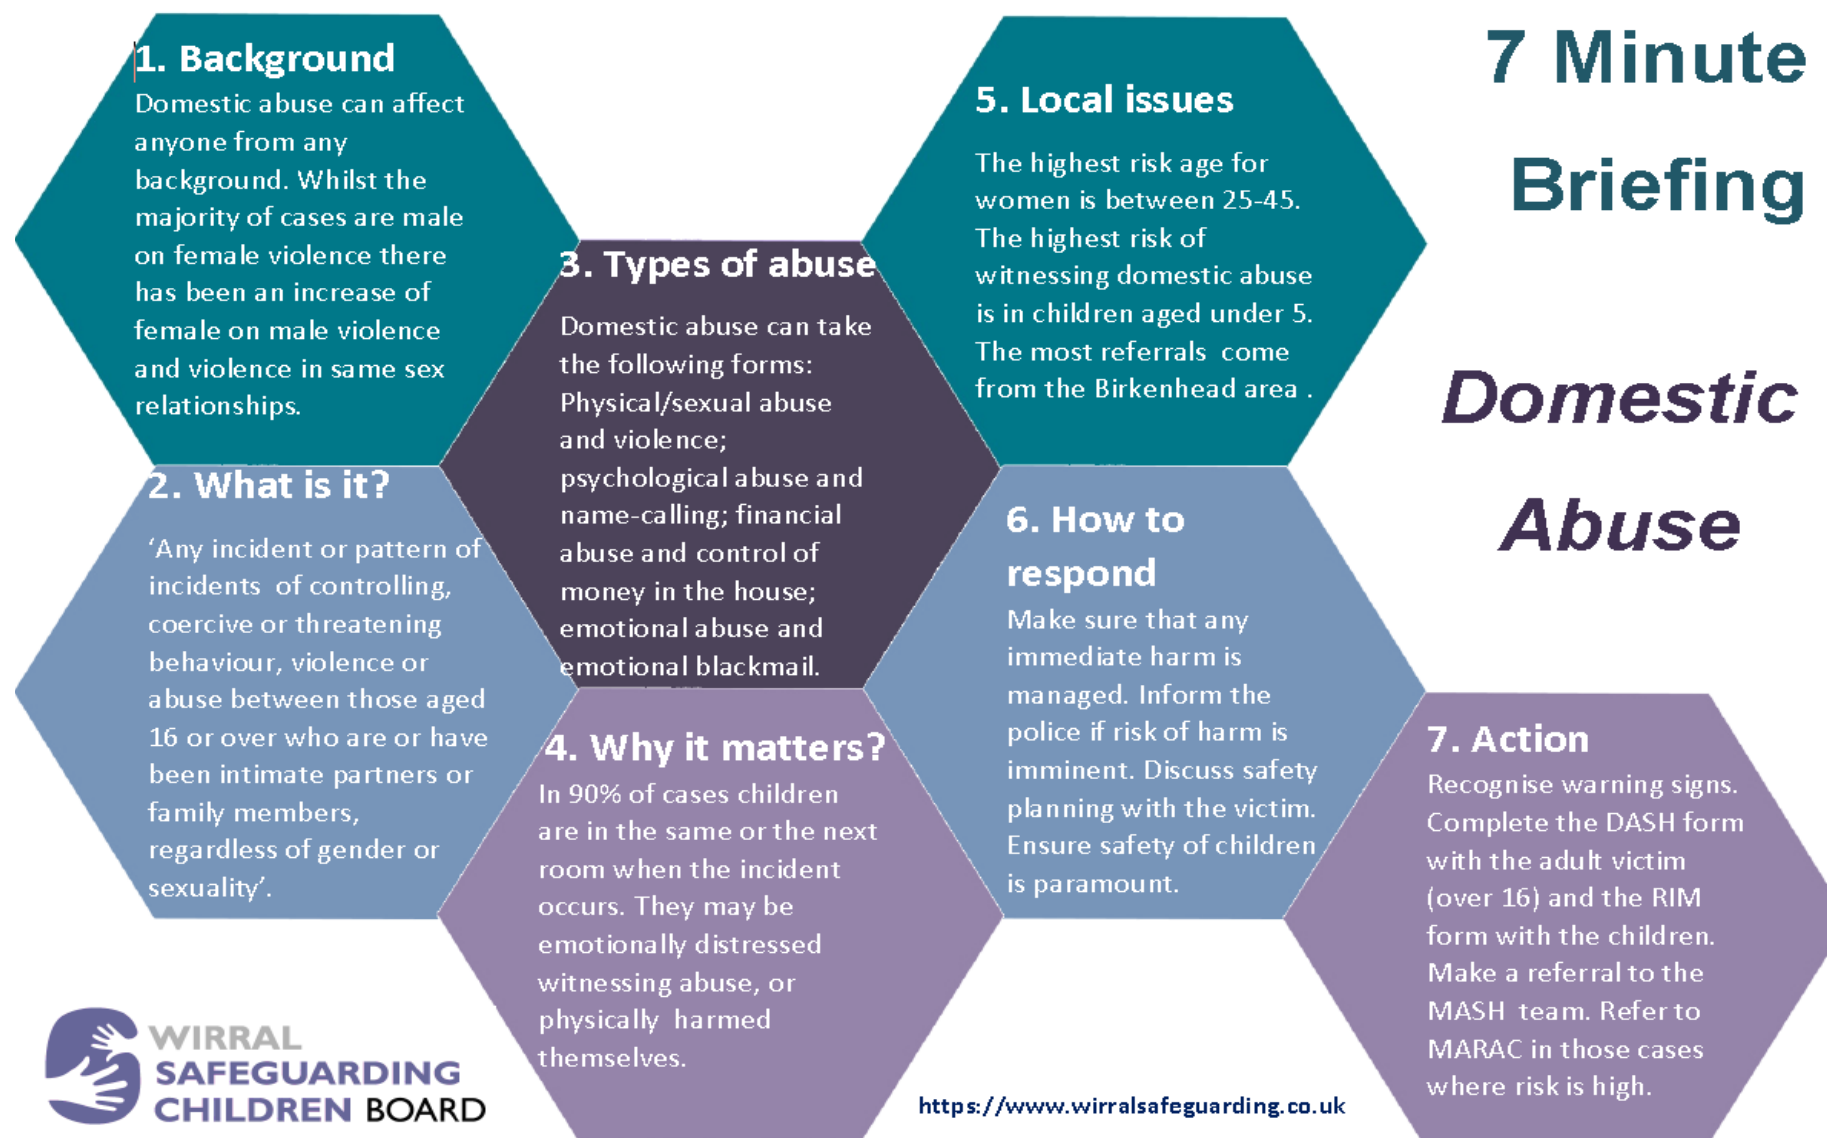 1. Background
Domestic abuse can affect
anyone from any
background. Whilst the
majority of cases are male
on female violence there
has been an increase of
female on male violence
and violence in same sex
relationships.
2. What is it?
‘Any incident or pattern of
incidents of controlling,
coercive or threatening
behaviour, violence or
abuse between those aged
16 or over who are or have
been intimate partners or
family members,
regardless of gender or
sexuality’.
3. Types of abuse
Domestic abuse can take
the following forms:
Physical/sexual abuse
and violence;
psychological abuse and
name-calling; financial
abuse and control of
money in the house;
emotional abuse and
emotional blackmail.
4. Why it matters?
In 90% of cases children
are in the same or the next
room when the incident
occurs. They may be
emotionally distressed
witnessing abuse, or
physically harmed
themselves.
5. Local issues
The highest risk age for
women is between 25-45.
The highest risk of
witnessing domestic abuse
is in children aged under 5.
The most referrals come
from the Birkenhead area .
6. How to
respond
Make sure that any
immediate harm is
managed. Inform the
police if risk of harm is
imminent. Discuss safety
planning with the victim.
Ensure safety of children
is paramount.
7. Action
Recognise warning signs.
Complete the DASH form
with the adult victim
(over 16) and the RIM
form with the children.
Make a referral to the
MASH team. Refer to
MARAC in those cases
where risk is high.
7 Minute
Briefing
Domestic
Abuse
WIRRAL
SAFEGUARDING
CHILDREN BOARD
https://www.wirralsafeguarding.co.uk